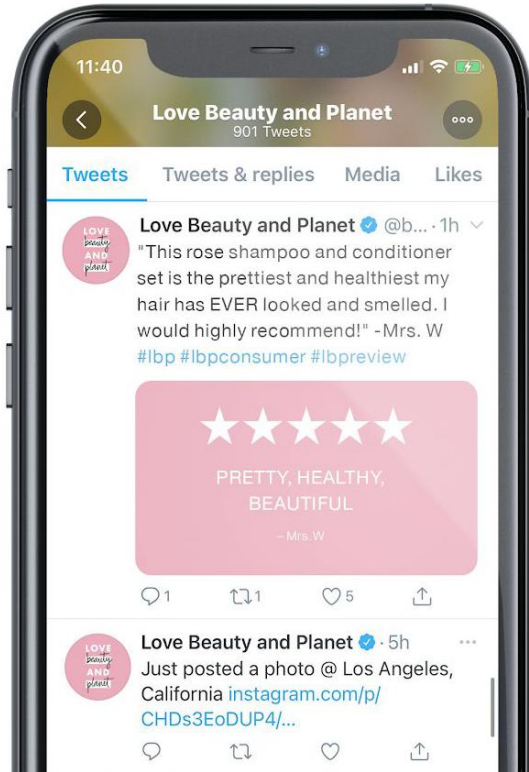 11:40
Love Beauty and Planet
901 Tweets
Tweets Tweets & replies Media Likes
LOVE
beauty
AND
planet
Love Beauty and Planet @b... · 1h
"This rose shampoo and conditioner
set is the prettiest and healthiest my
hair has EVER looked and smelled. I
would highly recommend!" -Mrs. W
#lbp #lbpconsumer #lbpreview
PRETTY, HEALTHY,
BEAUTIFUL
– Mrs.W
1 1 5
LOVE
beauty
AND
planet
Love Beauty and Planet · 5h
Just posted a photo @ Los Angeles,
California instagram.com/p/
CHDs3EoDUP4/...